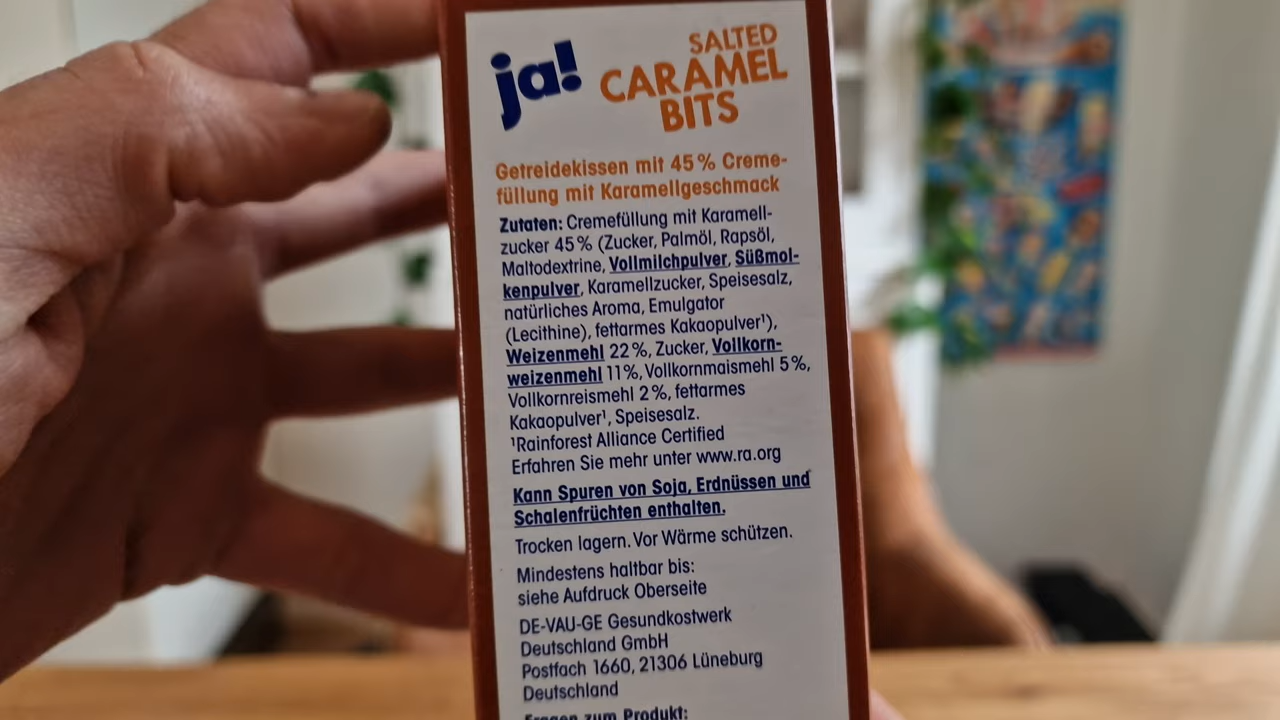 ja!
SALTED
CARAMEL
BITS
Getreidekissen mit 45 % Creme-
füllung mit Karamellgeschmack
Zutaten: Cremefüllung mit Karamell-
zucker 45 % (Zucker, Palmöl, Rapsöl,
Maltodextrine, Vollmilchpulver, Süßmol-
kenpulver, Karamellzucker, Speisesalz,
natürliches Aroma, Emulgator
(Lecithine), fettarmes Kakaopulver¹),
Weizenmehl 22 %, Zucker, Vollkorn-
weizenmehl 11%, Vollkornmaismehl 5 %,
Vollkornreismehl 2 %, fettarmes
Kakaopulver¹, Speisesalz.
¹Rainforest Alliance Certified
Erfahren Sie mehr unter www.ra.org
Kann Spuren von Soja, Erdnüssen und
Schalenfrüchten enthalten.
Trocken lagern. Vor Wärme schützen.
Mindestens haltbar bis:
siehe Aufdruck Oberseite
DE-VAU-GE Gesundkostwerk
Deutschland GmbH
Postfach 1660, 21306 Lüneburg
Deutschland
Fragen zum Produkt: